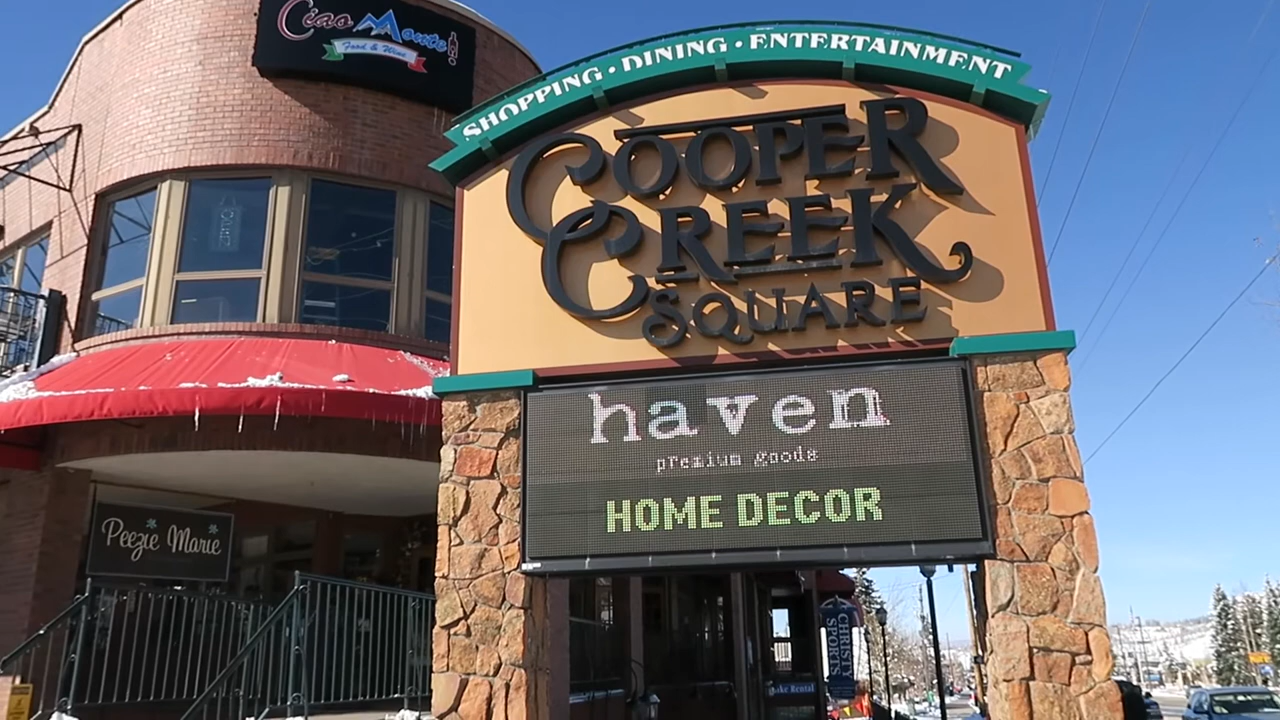 Ciao Monte!
Food & Wine
SHOPPING · DINING · ENTERTAINMENT
COOPER
CREEK
SQUARE
OPEN
haven
premium goods
HOME DECOR
Peezie Marie
CHRISTY
SPORTS
Rental